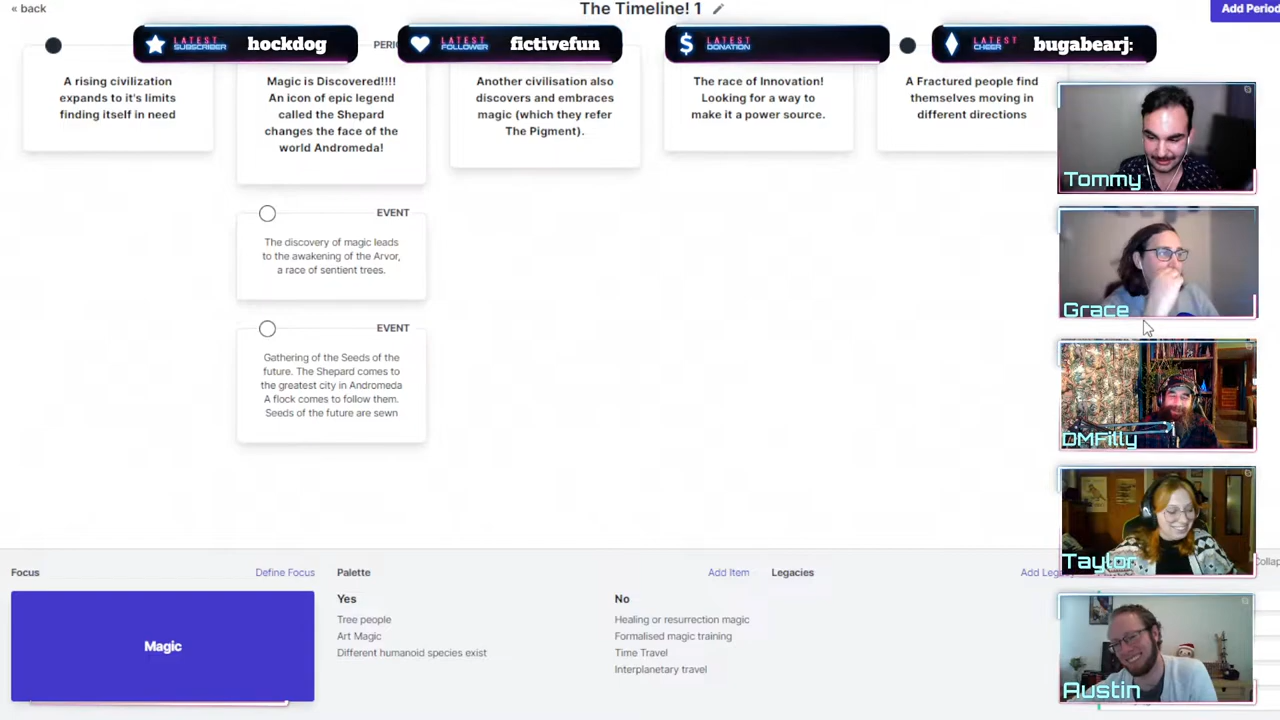 « back
The Timeline! 1
Add Period
LATEST SUBSCRIBER
hockdog
LATEST FOLLOWER
fictivefun
LATEST DONATION
LATEST CHEER
bugabearj:
A rising civilization
expands to it's limits
finding itself in need
Magic is Discovered!!!!
An icon of epic legend
called the Shepard
changes the face of the
world Andromeda!
Another civilisation also
discovers and embraces
magic (which they refer
The Pigment).
The race of Innovation!
Looking for a way to
make it a power source.
A Fractured people find
themselves moving in
different directions
EVENT
The discovery of magic leads
to the awakening of the Arvor,
a race of sentient trees.
EVENT
Gathering of the Seeds of the
future. The Shepard comes to
the greatest city in Andromeda
A flock comes to follow them.
Seeds of the future are sewn
Tommy
Grace
DMFilly
Taylor
Austin
Focus
Define Focus
Magic
Palette
Add Item
Yes
Tree people
Art Magic
Different humanoid species exist
No
Healing or resurrection magic
Formalised magic training
Time Travel
Interplanetary travel
Legacies
Add